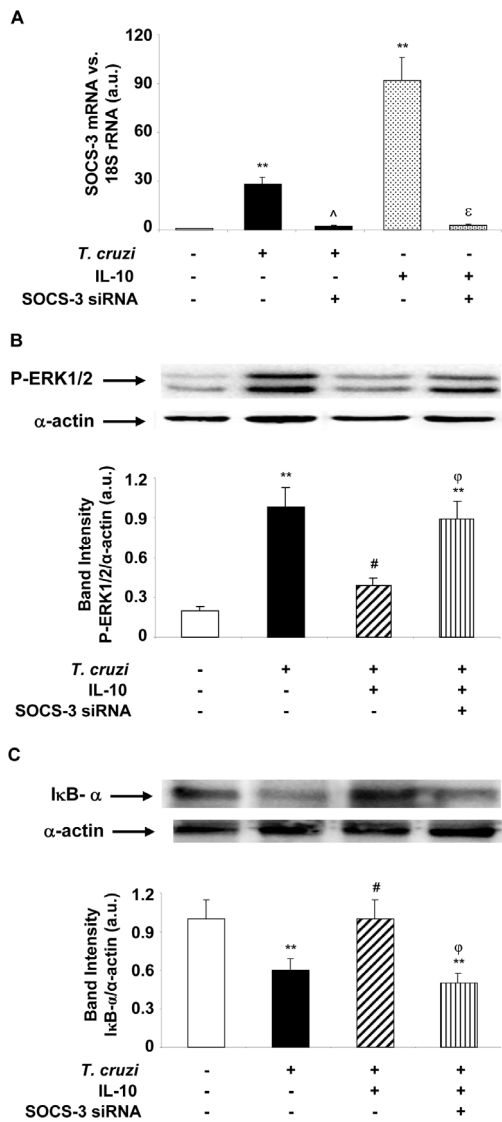 A
SOCS-3 mRNA vs.
18S rRNA (a.u.)
120
90
60
30
0
** ^ ** ε
T. cruzi - + + - -
IL-10 - - - + +
SOCS-3 siRNA - - + - +
B
P-ERK1/2
α-actin
Band Intensity
P-ERK1/2/α-actin (a.u.)
1.2
0.9
0.6
0.3
0
φ
** # **
T. cruzi - + + +
IL-10 - - + +
SOCS-3 siRNA - - - +
C
IκB- α
α-actin
Band Intensity
IκB-α/α-actin (a.u.)
1.2
0.9
0.6
0.3
0
#
φ
** **
T. cruzi - + + +
IL-10 - - + +
SOCS-3 siRNA - - - +